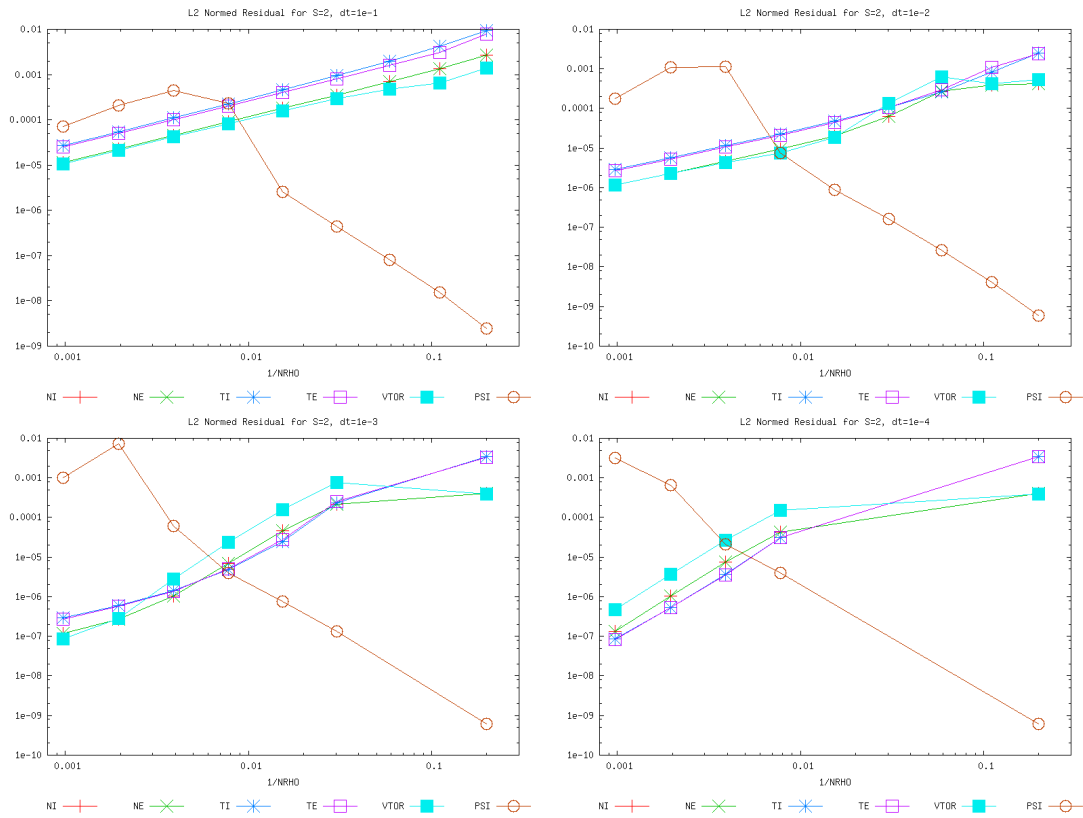 L2 Normed Residual for S=2, dt=1e-1
0.01
0.001
0.0001
1e-05
1e-06
1e-07
1e-08
1e-09
0.001 0.01 0.1
1/NRHO
NI NE TI TE VTOR PSI
L2 Normed Residual for S=2, dt=1e-2
0.01
0.001
0.0001
1e-05
1e-06
1e-07
1e-08
1e-09
1e-10
0.001 0.01 0.1
1/NRHO
NI NE TI TE VTOR PSI
L2 Normed Residual for S=2, dt=1e-3
0.01
0.001
0.0001
1e-05
1e-06
1e-07
1e-08
1e-09
1e-10
0.001 0.01 0.1
1/NRHO
NI NE TI TE VTOR PSI
L2 Normed Residual for S=2, dt=1e-4
0.01
0.001
0.0001
1e-05
1e-06
1e-07
1e-08
1e-09
1e-10
0.001 0.01 0.1
1/NRHO
NI NE TI TE VTOR PSI